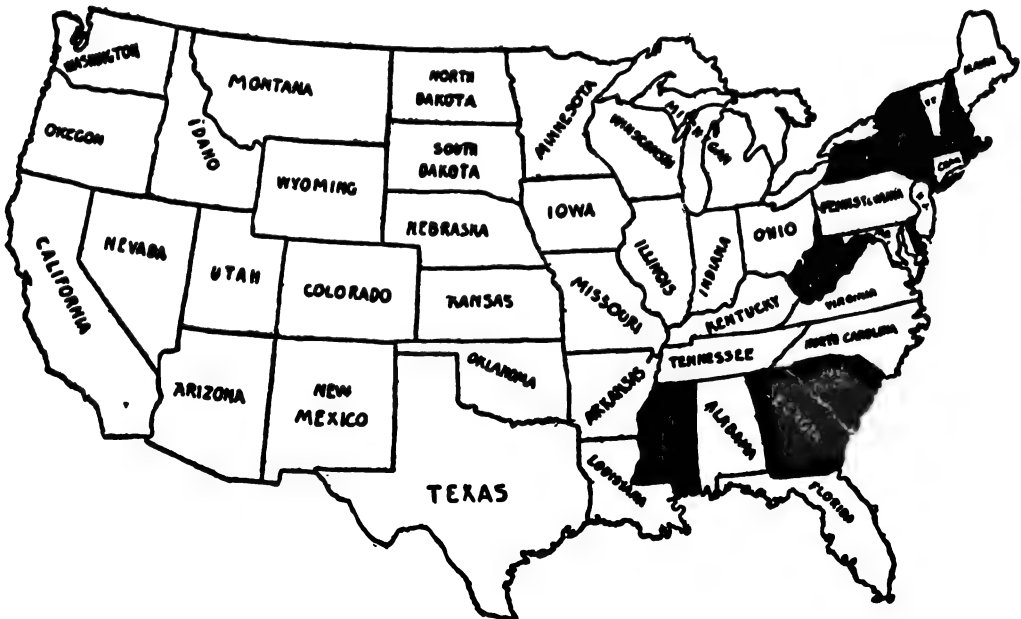 WASHINGTON
MONTANA
NORTH
DAKOTA
MINNESOTA
MICHIGAN
MAINE
OREGON
IDAHO
WYOMING
SOUTH
DAKOTA
WISCONSIN
CONN
PENNSYLVANIA
NEVADA
UTAH
COLORADO
NEBRASKA
IOWA
ILLINOIS
INDIANA
OHIO
CALIFORNIA
KANSAS
MISSOURI
KENTUCKY
VIRGINIA
NORTH CAROLINA
TENNESSEE
ARIZONA
NEW
MEXICO
OKLAHOMA
ARKANSAS
ALABAMA
GEORGIA
TEXAS
LOUISIANA
FLORIDA